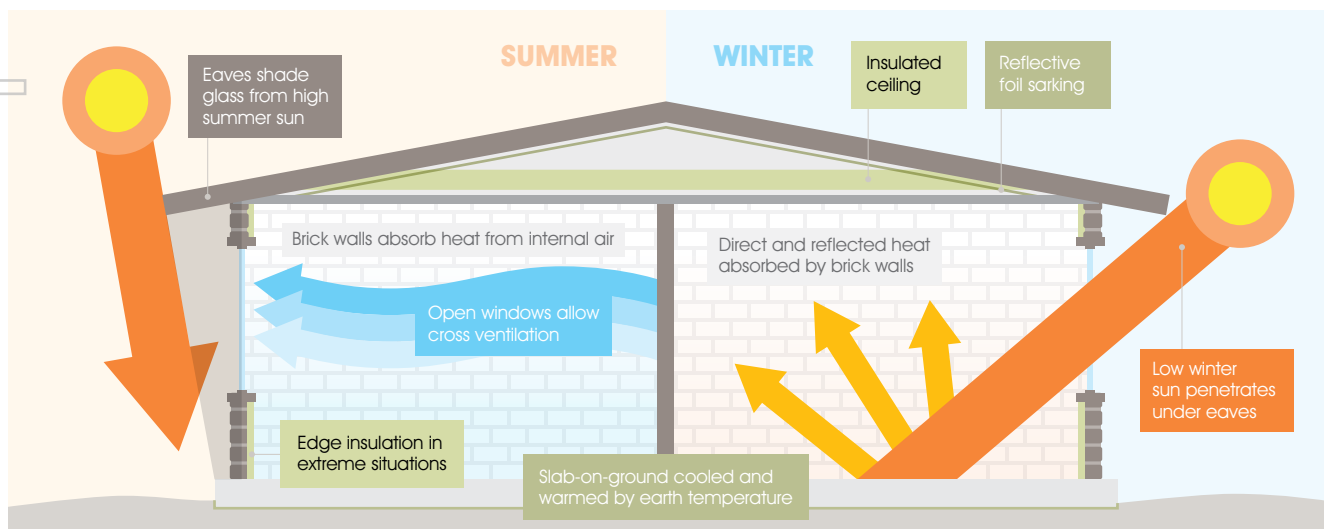 SUMMER
WINTER
Eaves shade
glass from high
summer sun
Insulated
ceiling
Reflective
foil sarking
Brick walls absorb heat from internal air
Direct and reflected heat
absorbed by brick walls
Open windows allow
cross ventilation
Low winter
sun penetrates
under eaves
Edge insulation in
extreme situations
Slab-on-ground cooled and
warmed by earth temperature